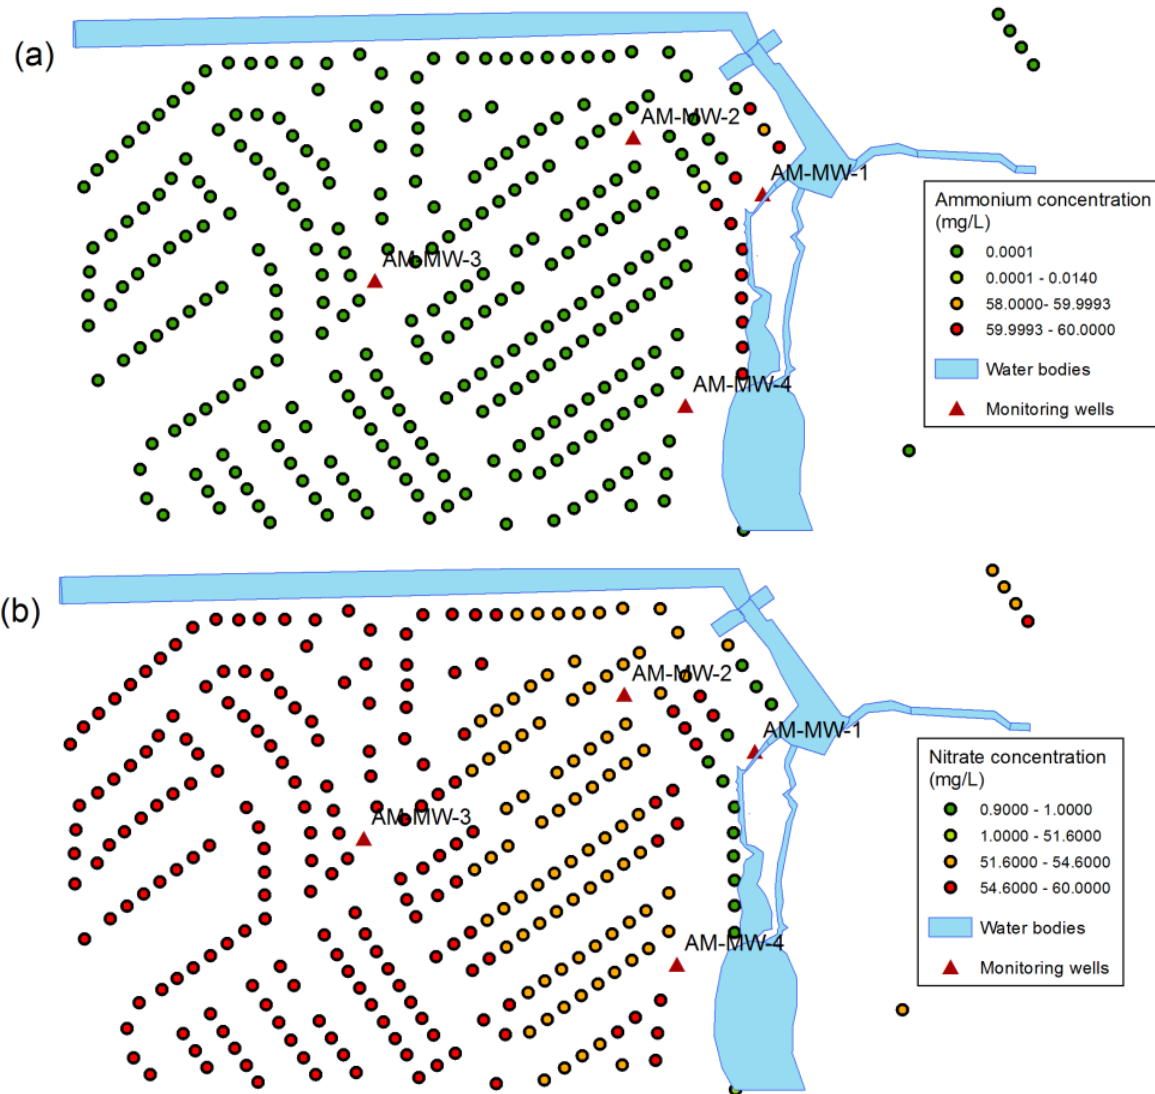 (a)
AM-MW-2
AM-MW-1
AM-MW-3
AM-MW-4
Ammonium concentration
(mg/L)
0.0001
0.0001 - 0.0140
58.0000- 59.9993
59.9993 - 60.0000
Water bodies
Monitoring wells
(b)
AM-MW-2
AM-MW-1
AM-MW-3
AM-MW-4
Nitrate concentration
(mg/L)
0.9000 - 1.0000
1.0000 - 51.6000
51.6000 - 54.6000
54.6000 - 60.0000
Water bodies
Monitoring wells